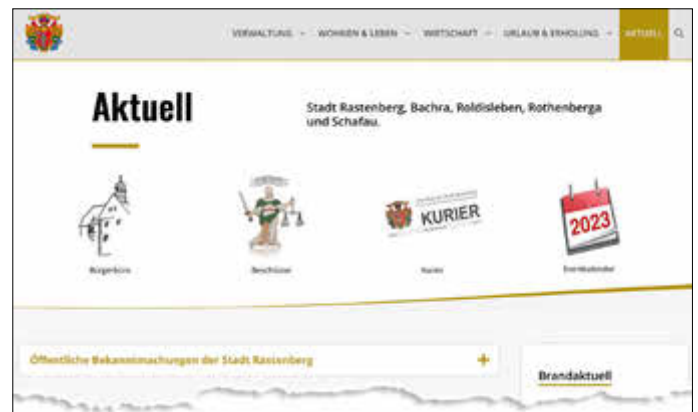 VERWALTUNG WOHNEN & LEBEN WIRTSCHAFT URLAUB & ERHOLUNG AKTUELL
Aktuell
Stadt Rastenberg, Bachra, Roldisleben, Rothenberga
und Schafau.
KURIER
2023
Bürgerbüro Beschlüsse Kurier Eventkalender
Öffentliche Bekanntmachungen der Stadt Rastenberg +
Brandaktuell